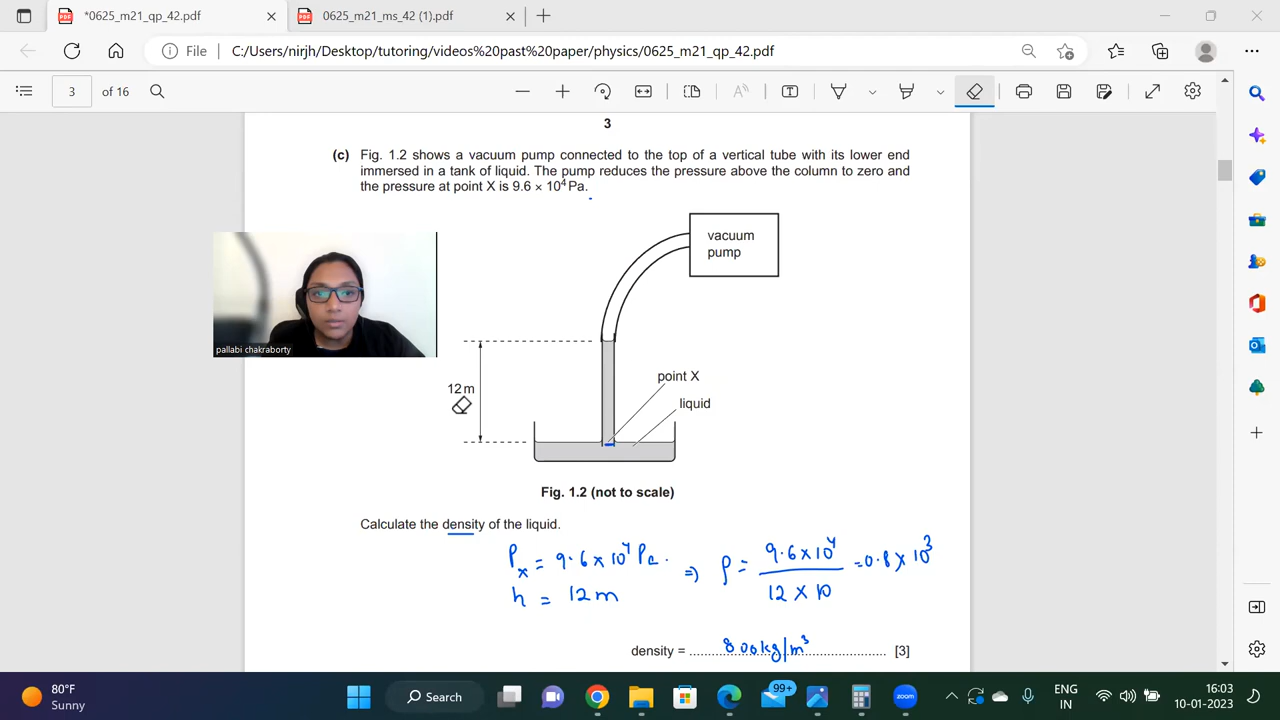 *0625_m21_qp_42.pdf
0625_m21_ms_42 (1).pdf
File
C:/Users/nirjh/Desktop/tutoring/videos%20past%20paper/physics/0625_m21_qp_42.pdf
3 of 16
3
(c) Fig. 1.2 shows a vacuum pump connected to the top of a vertical tube with its lower end
immersed in a tank of liquid. The pump reduces the pressure above the column to zero and
the pressure at point X is 9.6 × 10⁴ Pa.
vacuum
pump
pallabi chakraborty
point X
12 m
liquid
Fig. 1.2 (not to scale)
Calculate the density of the liquid.
Pₓ = 9.6 x 10⁴ Pa. ⇒ ρ = 9.6 x 10⁴ / 12 x 10 = 0.8 x 10³
h = 12 m
density = 800 kg/m³ [3]
80°F
Sunny
Search
99+
ENG
IN
16:03
10-01-2023